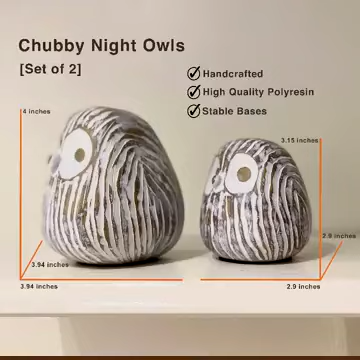 Chubby Night Owls
[Set of 2]
Handcrafted
High Quality Polyresin
Stable Bases
4 inches
3.94 inches
3.94 inches
3.15 inches
2.9 inches
2.9 inches